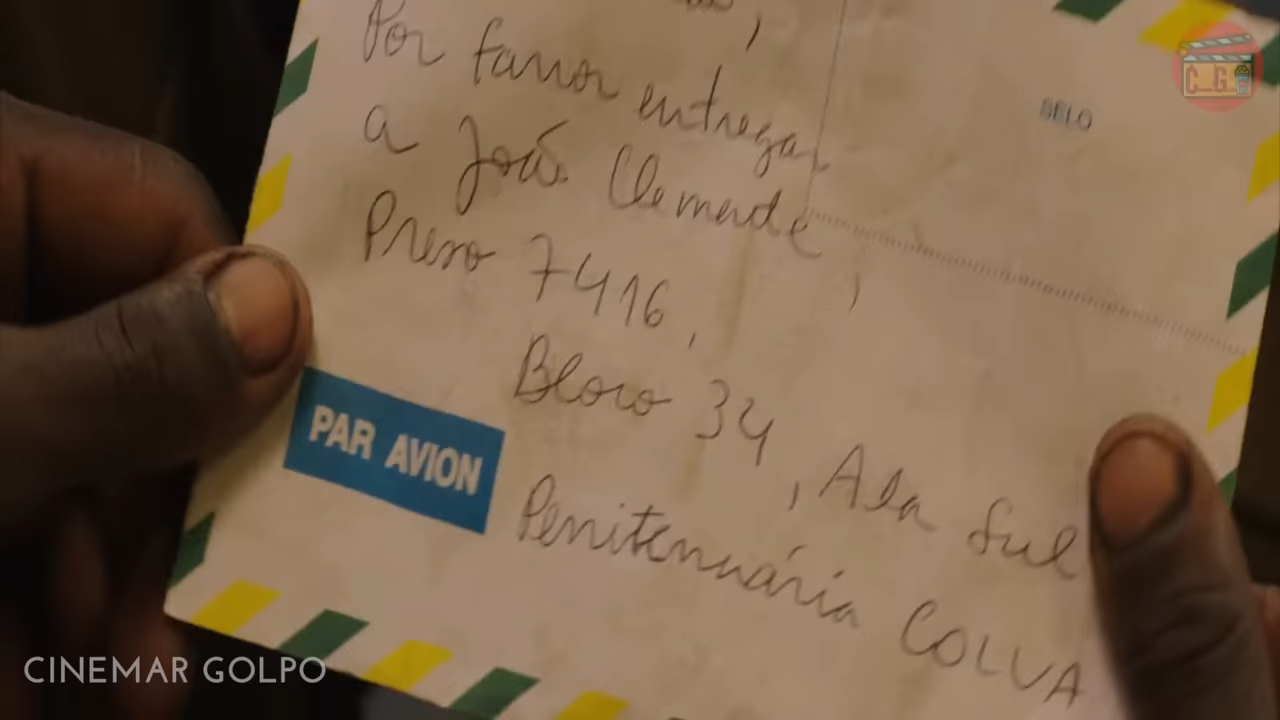 Por favor entregar
a João Clemente,
Preso 7416,
Bloco 34, Ala Sul
Penitenciária COLVA
SELO
PAR AVION
C G
CINEMAR GOLPO